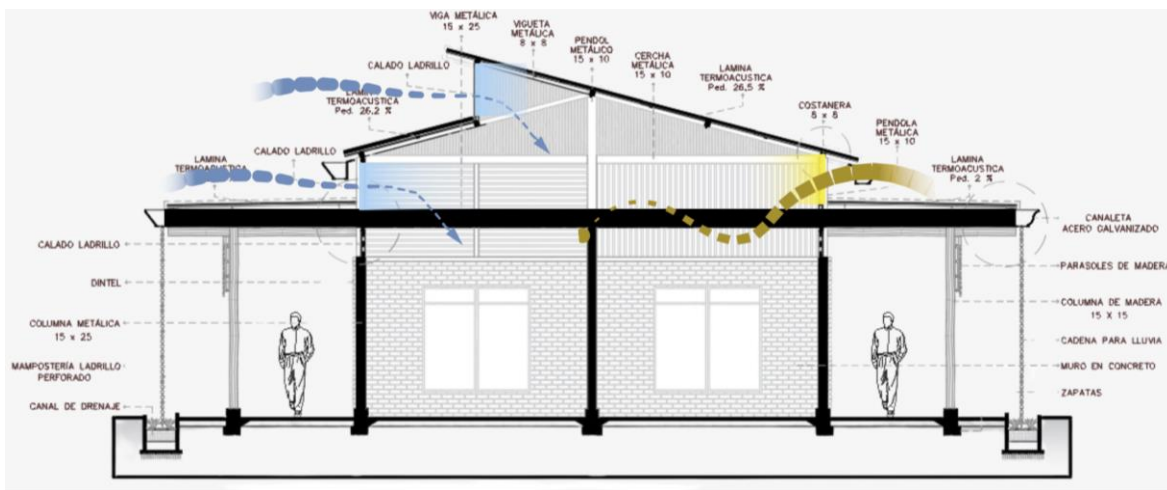 VIGA METÁLICA
15 x 25
VIGUETA
METÁLICA
8 x 8
PENDOL
METÁLICO
15 x 10
CERCHA
METÁLICA
15 x 10
CALADO LADRILLO
LAMINA
TERMOACUSTICA
Ped. 26.2 %
LAMINA
TERMOACUSTICA
Ped. 26.5 %
COSTANERA
8 x 8
PENDOLA
METÁLICA
15 x 10
LAMINA
TERMOACUSTICA
CALADO LADRILLO
LAMINA
TERMOACUSTICA
Ped. 2 %
CANALETA
ACERO GALVANIZADO
CALADO LADRILLO
DINTEL
COLUMNA METÁLICA
15 x 25
MAMPOSTERÍA LADRILLO
PERFORADO
CANAL DE DRENAJE
PARASOLES DE MADERA
COLUMNA DE MADERA
15 X 15
CADENA PARA LLUVIA
MURO EN CONCRETO
ZAPATAS